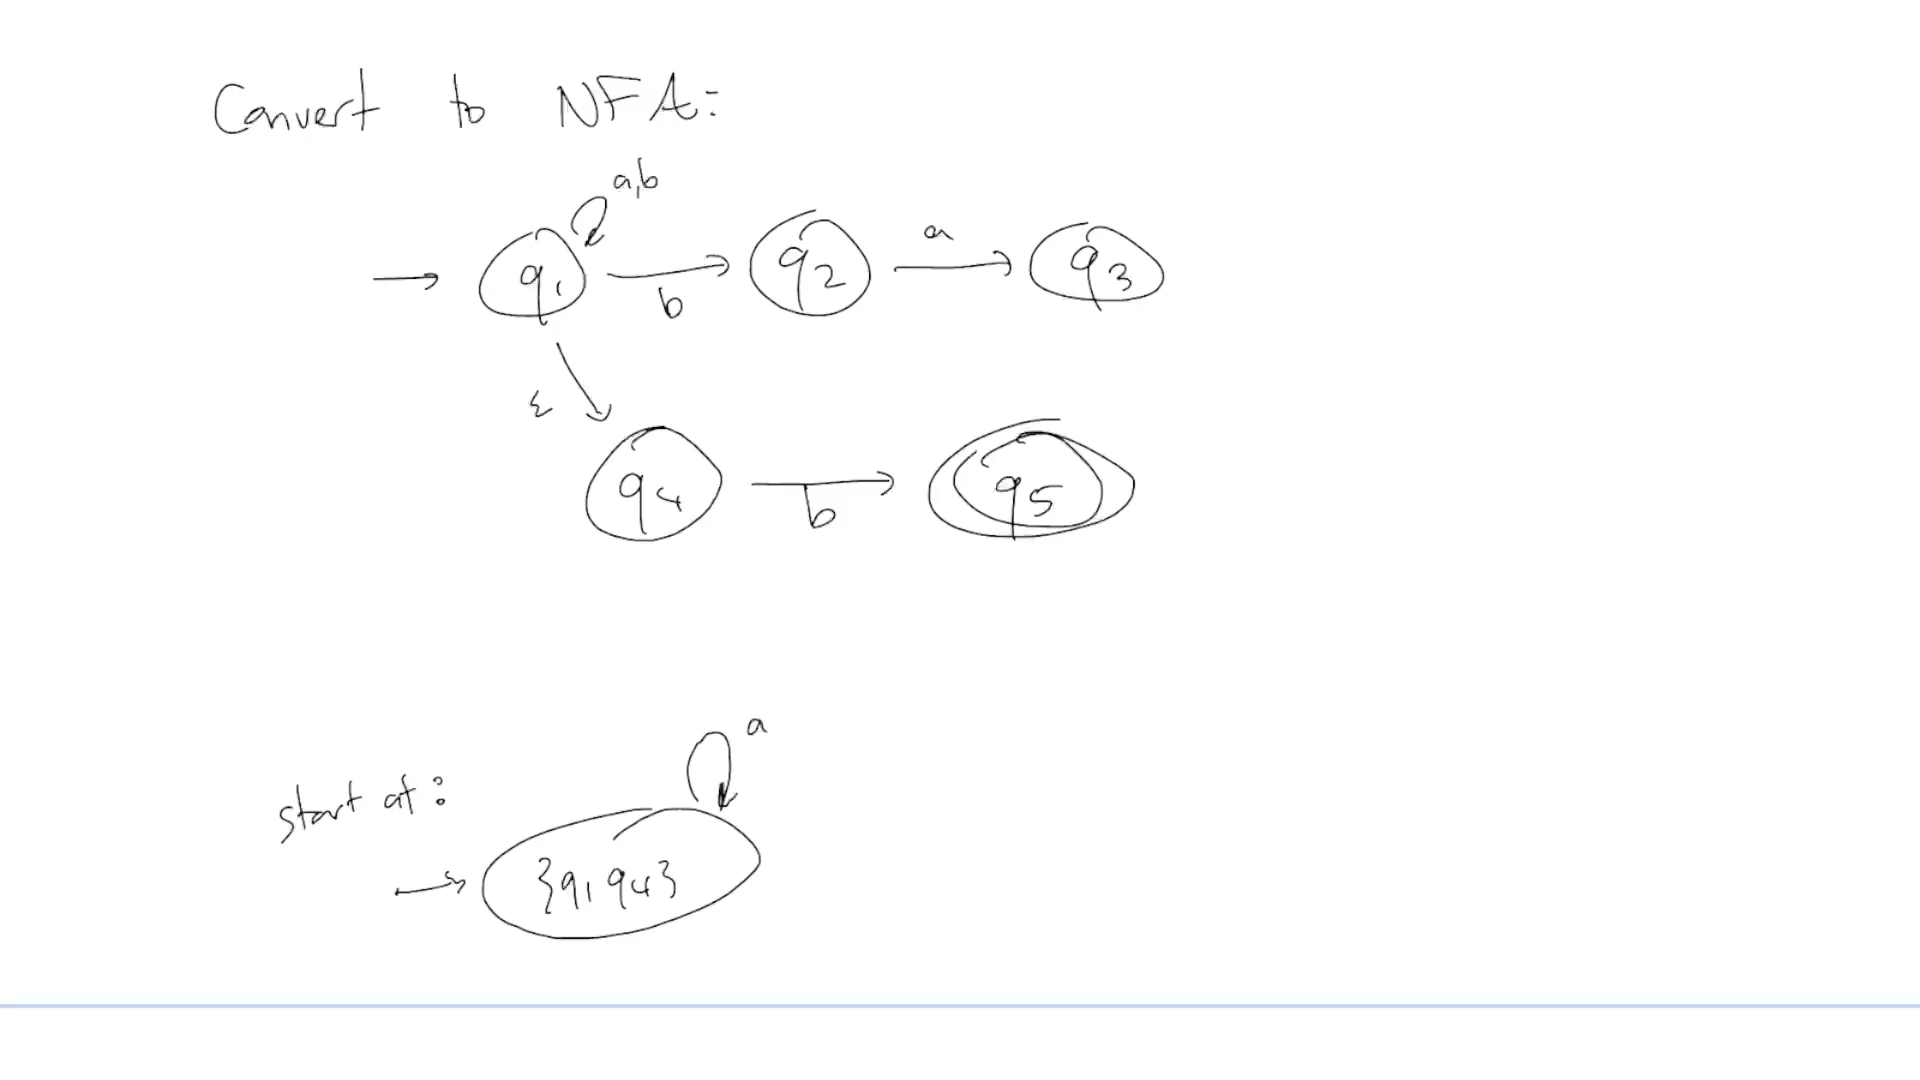 Convert to NFA:
a,b
q1 b q2 a q3
ε
q4 b q5
a
start at:
{q1 q4}